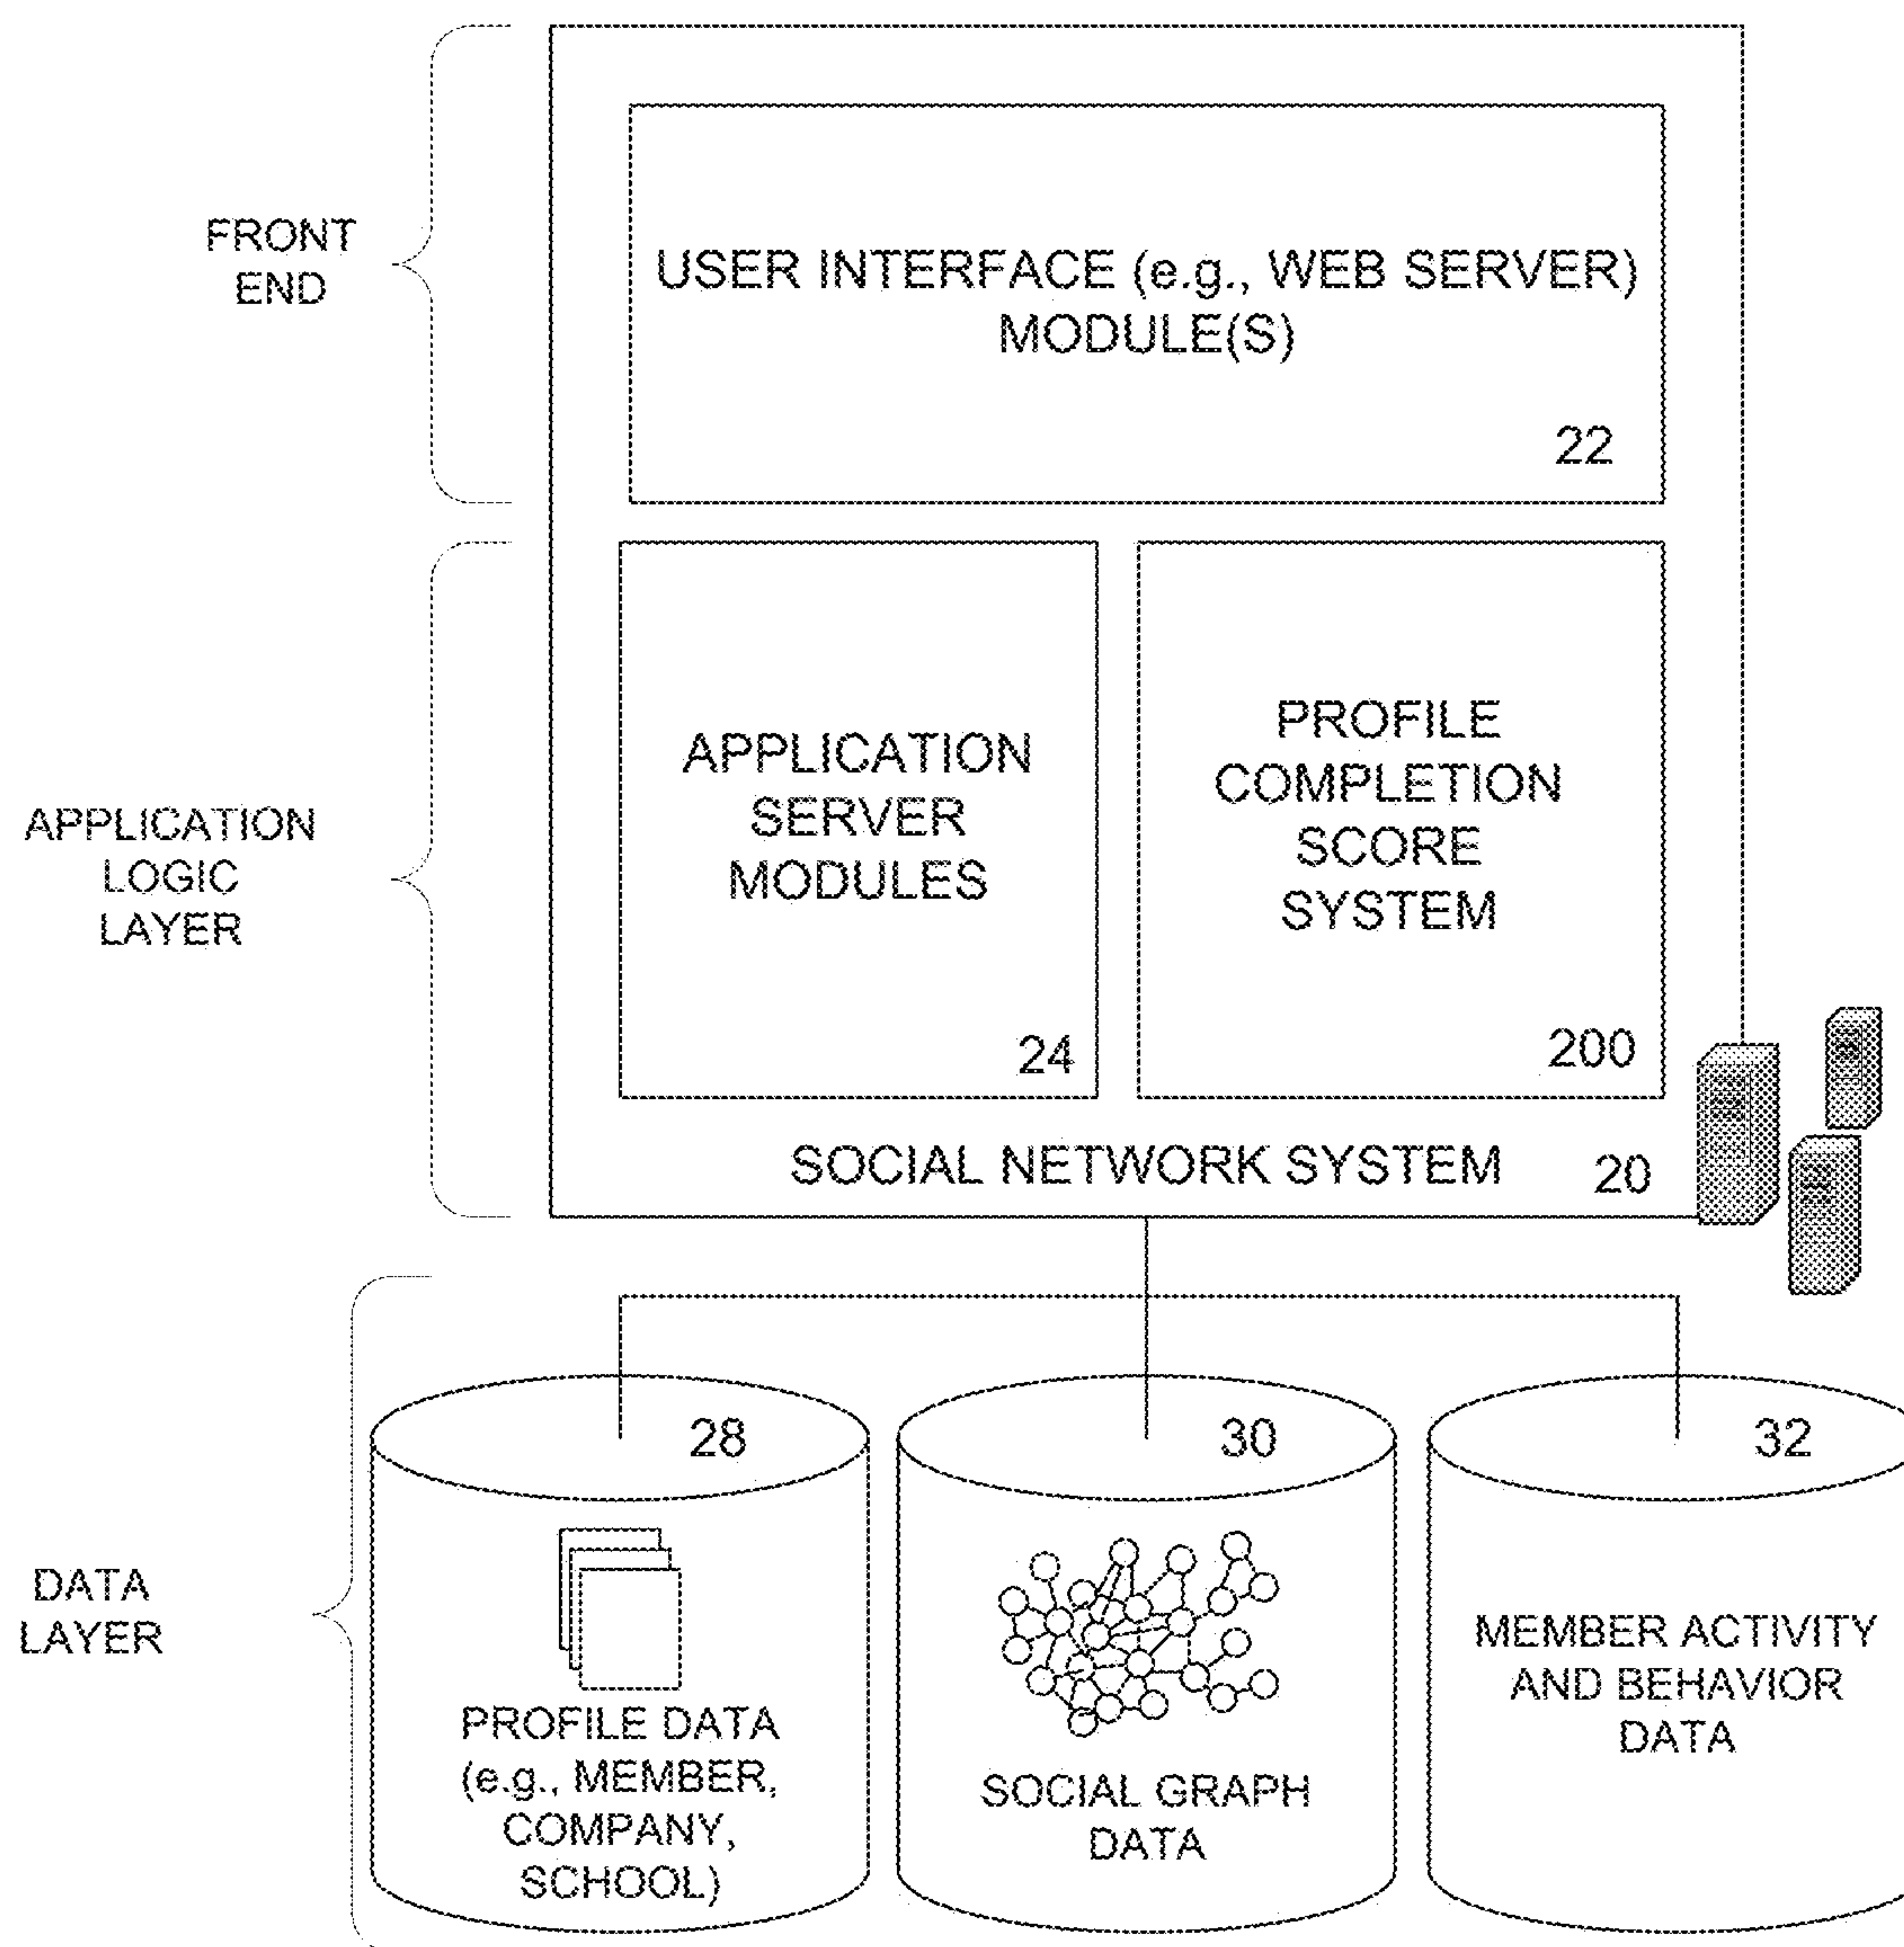 FRONT
END
USER INTERFACE (e.g., WEB SERVER)
MODULE(S)
22
APPLICATION
LOGIC
LAYER
APPLICATION
SERVER
MODULES
24
PROFILE
COMPLETION
SCORE
SYSTEM
200
SOCIAL NETWORK SYSTEM
20
DATA
LAYER
28
PROFILE DATA
(e.g., MEMBER,
COMPANY,
SCHOOL)
30
SOCIAL GRAPH
DATA
32
MEMBER ACTIVITY
AND BEHAVIOR
DATA